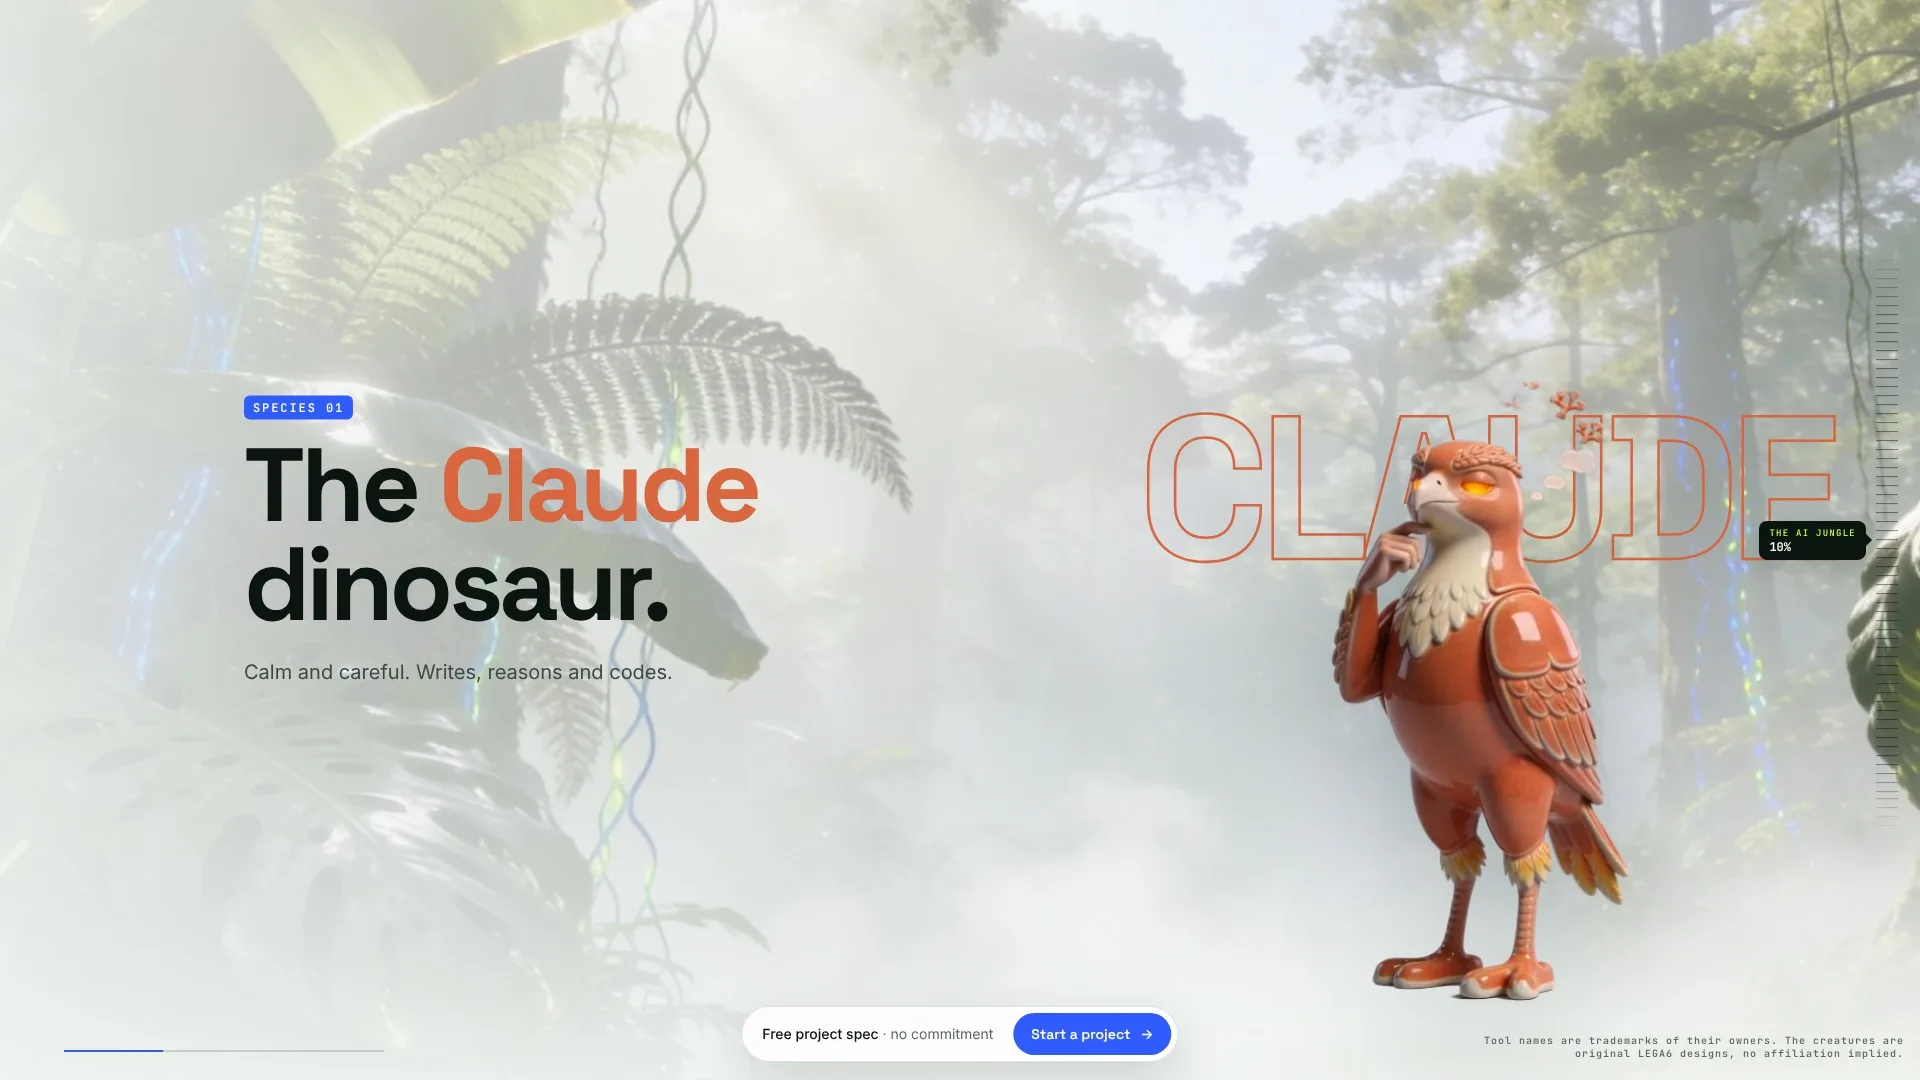 SPECIES 01
The Claude
dinosaur.
Calm and careful. Writes, reasons and codes.
CLAUDE
THE AI JUNGLE
10%
Free project spec · no commitment
Start a project →
Tool names are trademarks of their owners. The creatures are
original LEGA6 designs, no affiliation implied.